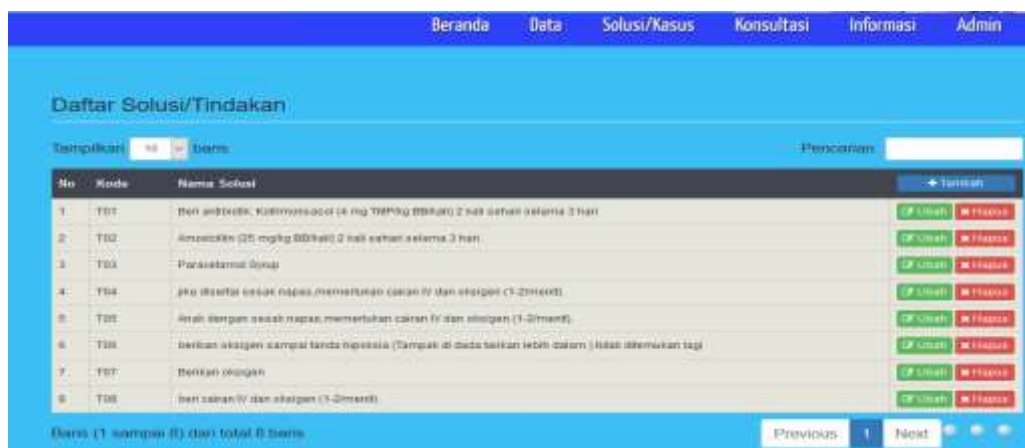 Beranda Data Solusi/Kasus Konsultasi Informasi Admin
Daftar Solusi/Tindakan
Tampilkan 10 baris Pencarian:
No Kode Nama Solusi + Tambah
1 T01 Beri antibiotik: Kotrimoksazol (4 mg TMP/kg BB/kali) 2 kali sehari selama 3 hari Ubah Hapus
2 T02 Amoxicillin (25 mg/kg BB/kali) 2 kali sehari selama 3 hari Ubah Hapus
3 T03 Paracetamol Syrup Ubah Hapus
4 T04 jika disertai sesak napas,memerlukan cairan IV dan oksigen (1-2/menit). Ubah Hapus
5 T05 Anak dengan sesak napas,memerlukan cairan IV dan oksigen (1-2/menit). Ubah Hapus
6 T06 berikan oksigen sampai tanda hipoksia (Tampak di dada tarikan lebih dalam ) tidak ditemukan lagi Ubah Hapus
7 T07 Berikan oksigen Ubah Hapus
8 T08 beri cairan IV dan oksigen (1-2/menit). Ubah Hapus
Baris (1 sampai 8) dari total 8 baris Previous 1 Next